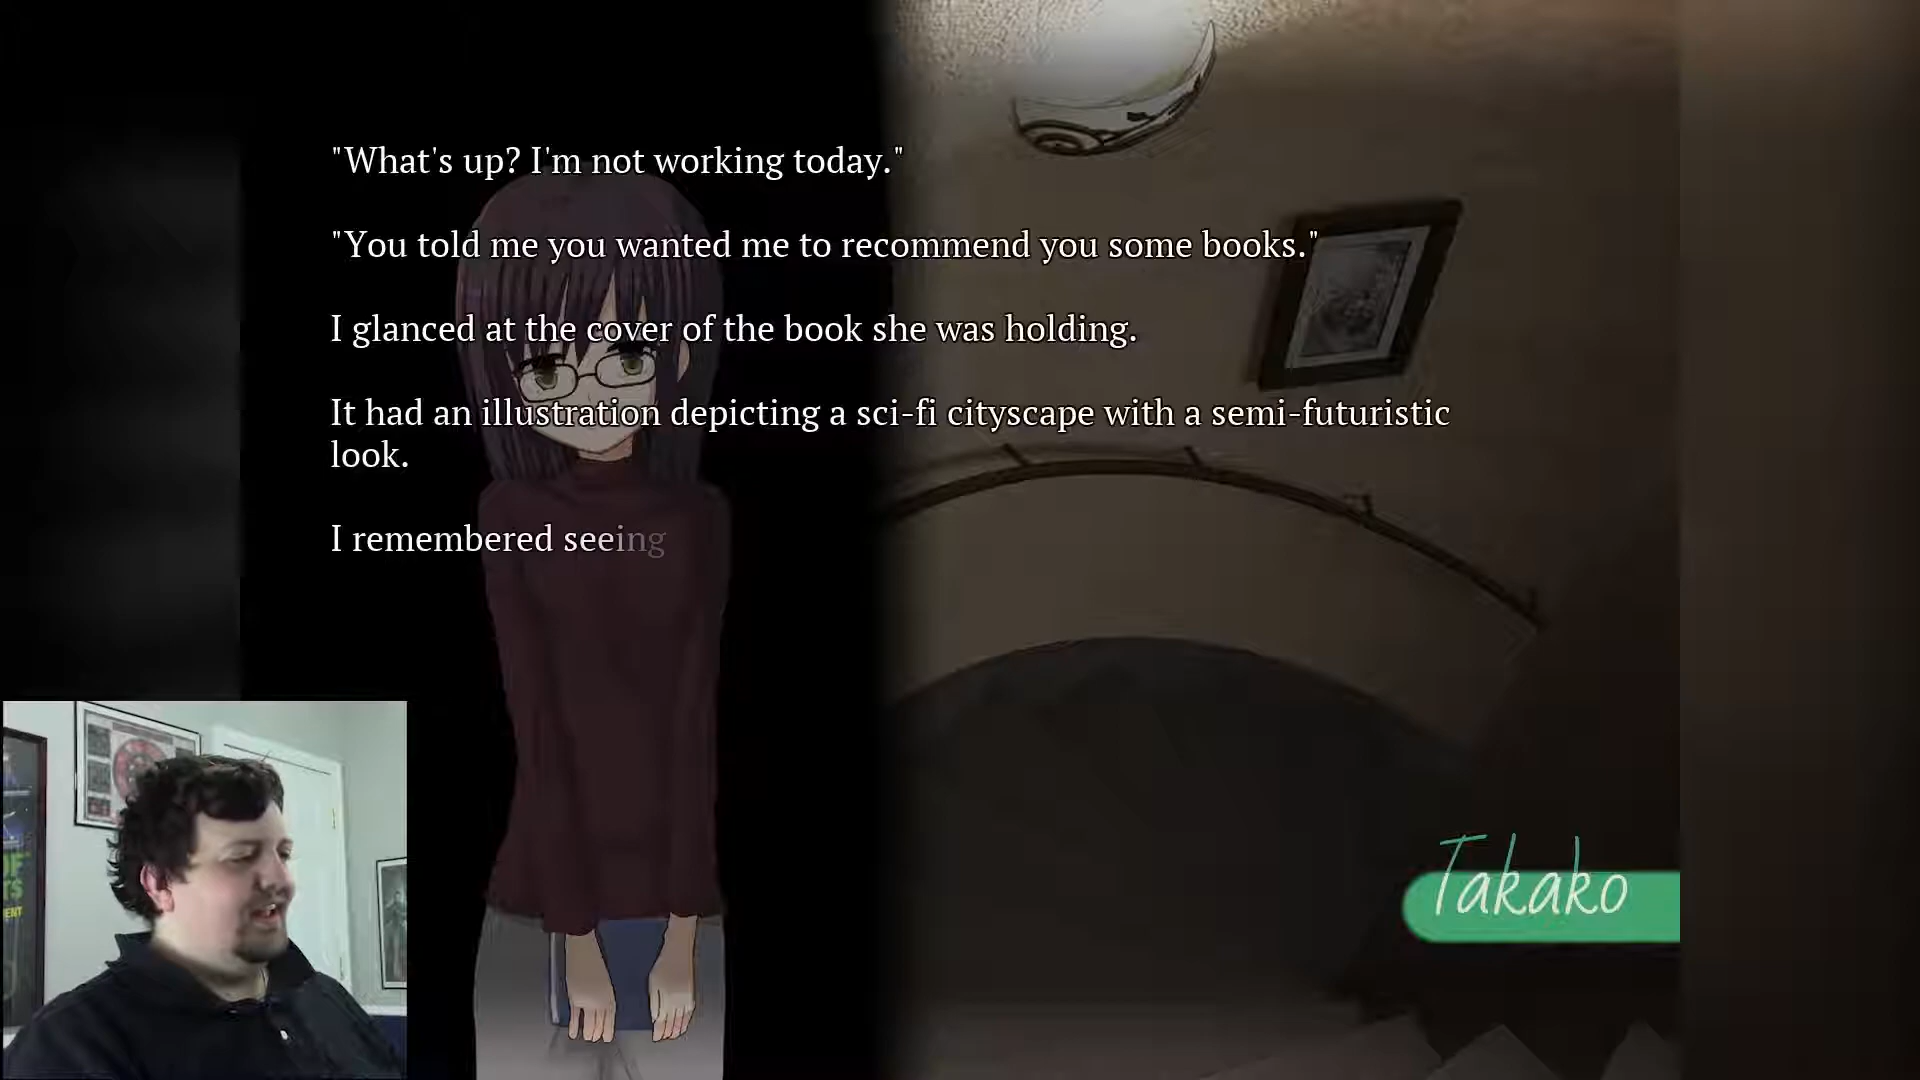 "What's up? I'm not working today."
"You told me you wanted me to recommend you some books."
I glanced at the cover of the book she was holding.
It had an illustration depicting a sci-fi cityscape with a semi-futuristic
look.
I remembered seeing
Takako